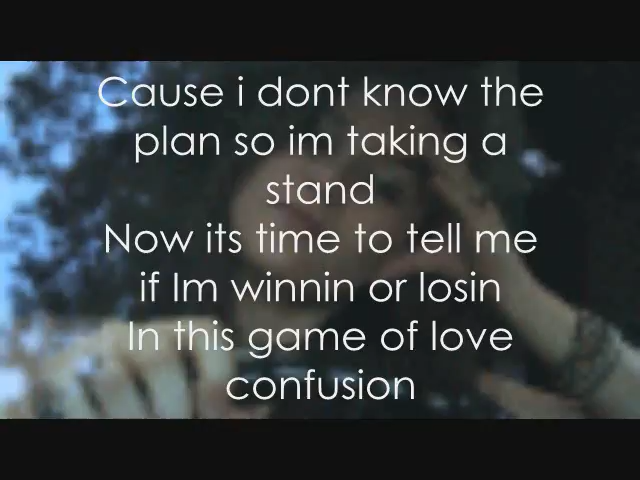 Cause i dont know the
plan so im taking a
stand
Now its time to tell me
if Im winnin or losin
In this game of love
confusion